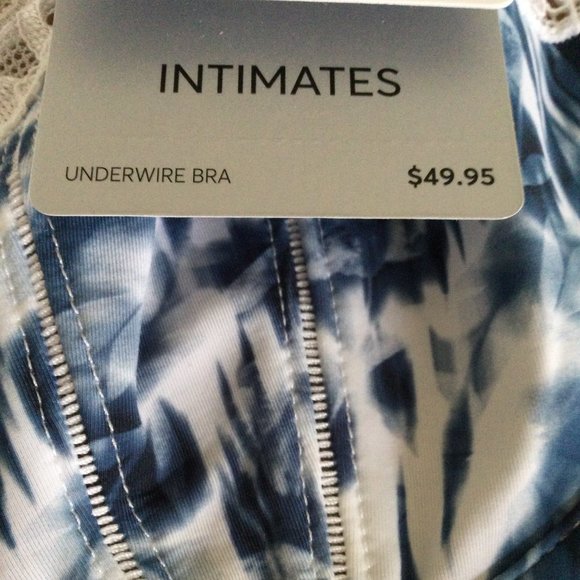 INTIMATES
UNDERWIRE BRA $49.95